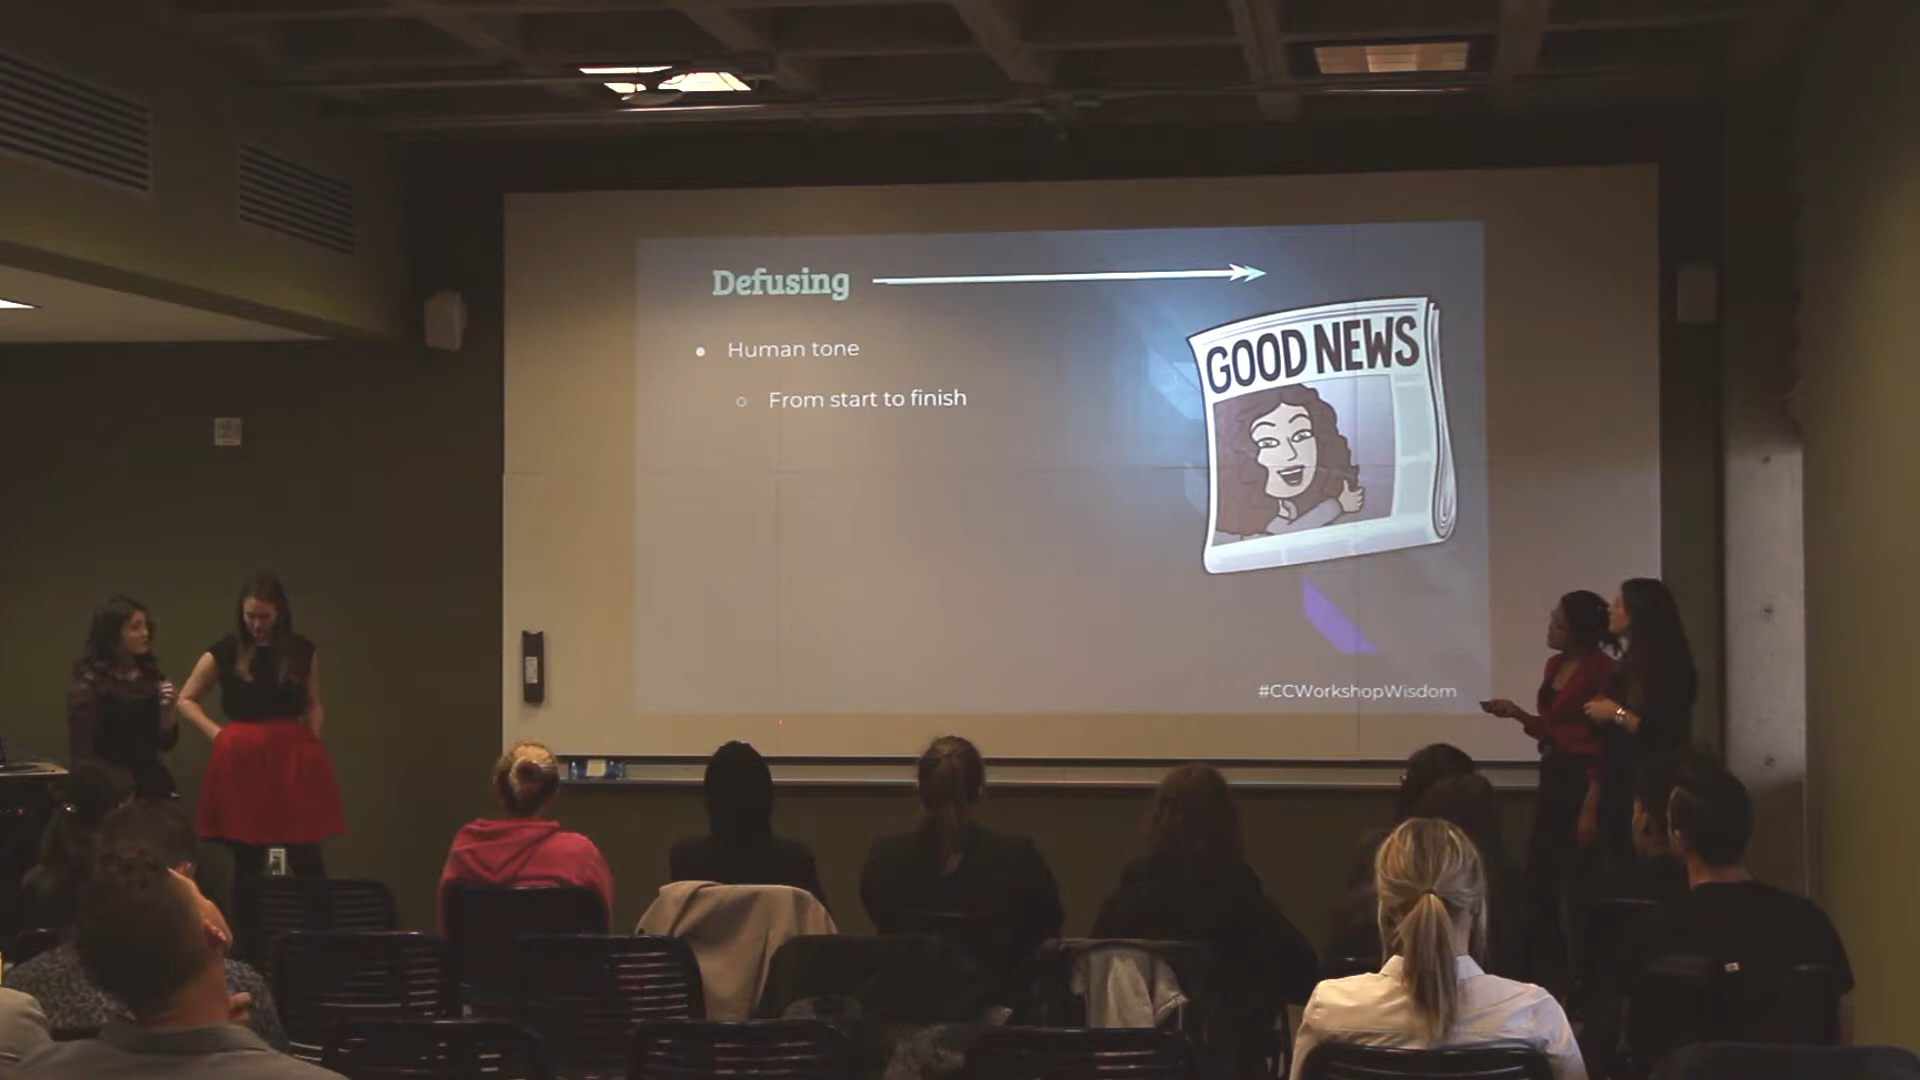 Defusing
Human tone
From start to finish
GOOD NEWS
#CCWorkshopWisdom